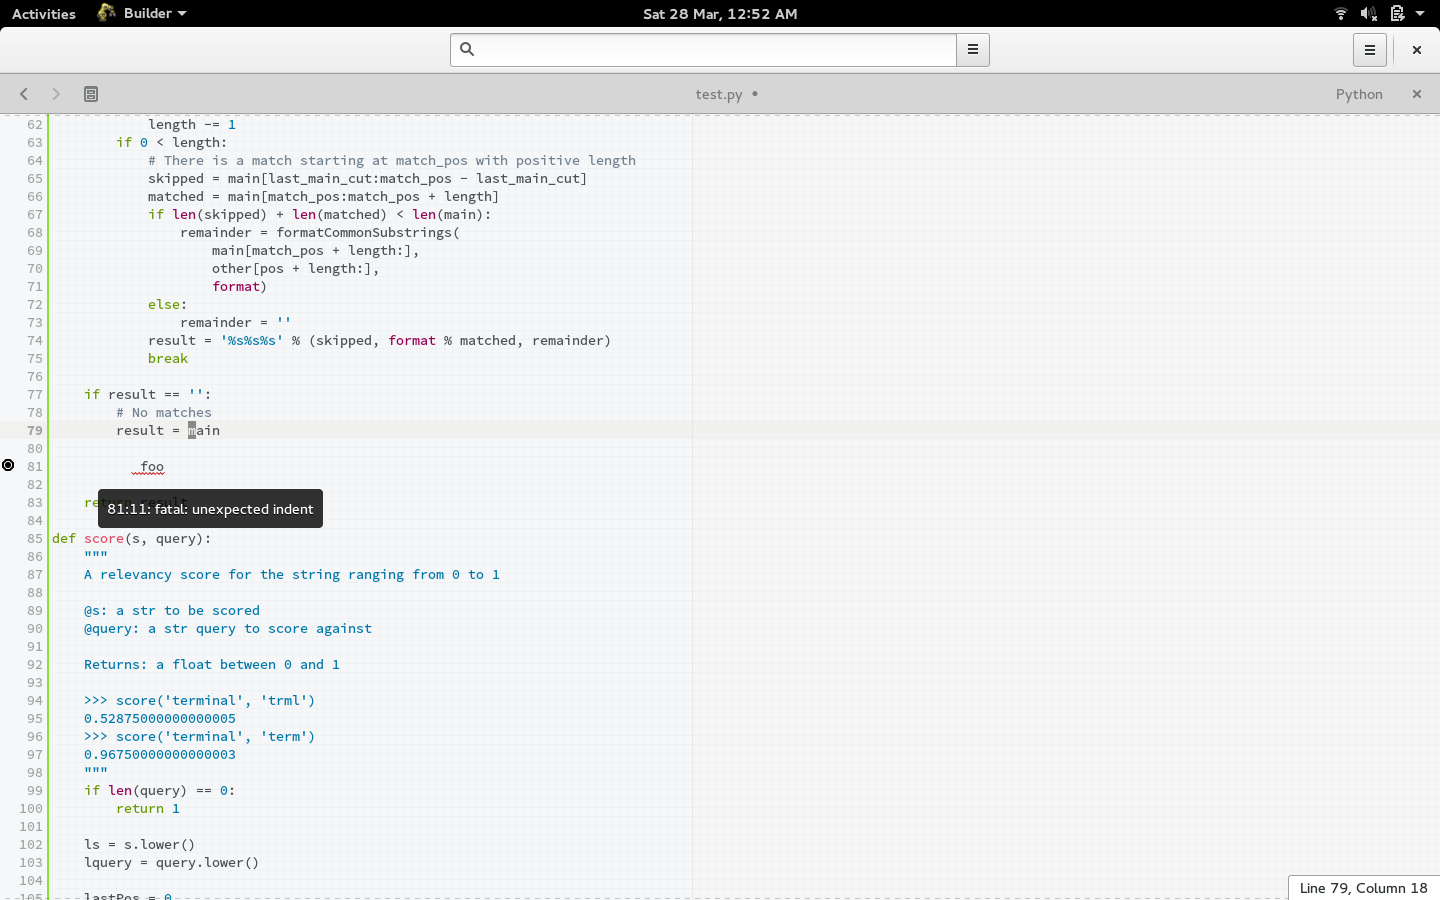 Activities Builder Sat 28 Mar, 12:52 AM
test.py • Python
62 length -= 1
63 if 0 < length:
64 # There is a match starting at match_pos with positive length
65 skipped = main[last_main_cut:match_pos - last_main_cut]
66 matched = main[match_pos:match_pos + length]
67 if len(skipped) + len(matched) < len(main):
68 remainder = formatCommonSubstrings(
69 main[match_pos + length:],
70 other[pos + length:],
71 format)
72 else:
73 remainder = ''
74 result = '%s%s%s' % (skipped, format % matched, remainder)
75 break
76
77 if result == '':
78 # No matches
79 result = main
80
81 foo
82
83 return result
81:11: fatal: unexpected indent
84
85 def score(s, query):
86 """
87 A relevancy score for the string ranging from 0 to 1
88
89 @s: a str to be scored
90 @query: a str query to score against
91
92 Returns: a float between 0 and 1
93
94 >>> score('terminal', 'trml')
95 0.52875000000000005
96 >>> score('terminal', 'term')
97 0.96750000000000003
98 """
99 if len(query) == 0:
100 return 1
101
102 ls = s.lower()
103 lquery = query.lower()
104
105 lastPos = 0
Line 79, Column 18